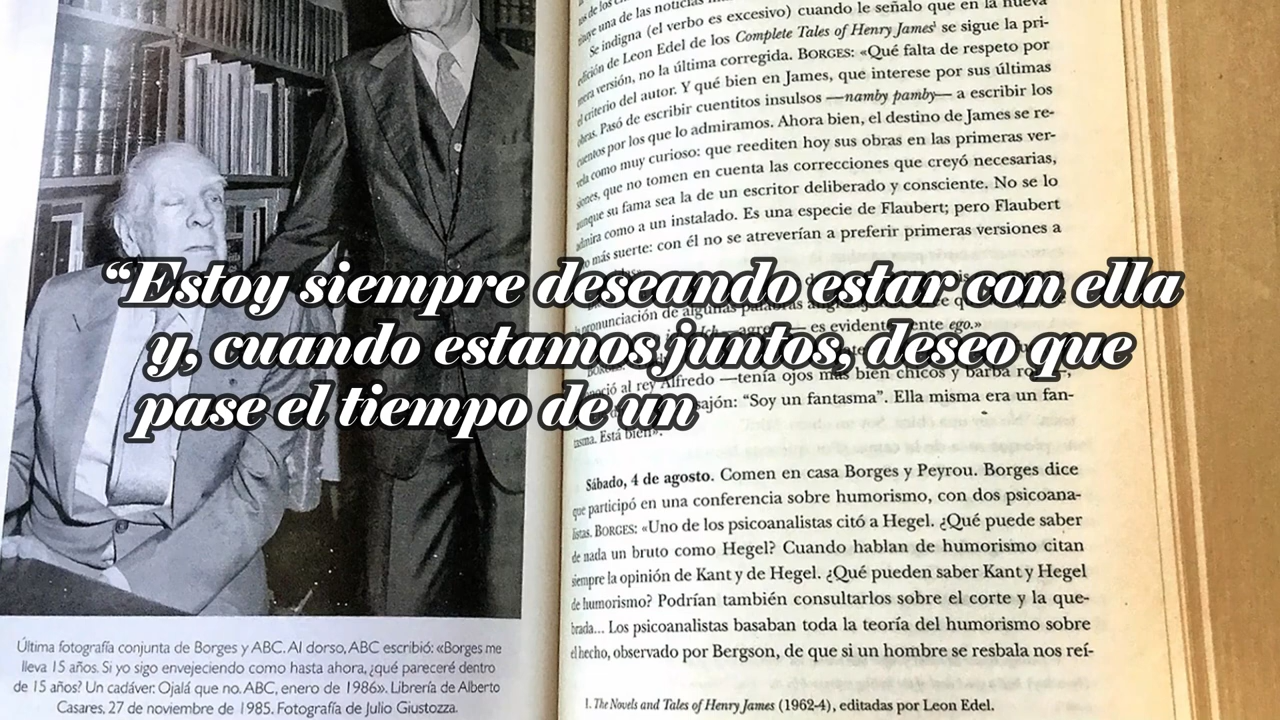 “Estoy siempre deseando estar con ella
y, cuando estamos juntos, deseo que
pase el tiempo de un
Última fotografía conjunta de Borges y ABC. Al dorso, ABC escribió: «Borges me
lleva 15 años. Si yo sigo envejeciendo como hasta ahora, ¿qué pareceré dentro
de 15 años? Un cadáver. Ojalá que no. ABC, enero de 1986». Librería de Alberto
Casares, 27 de noviembre de 1985. Fotografía de Julio Giustozza.
una de las noticias
Se indigna (el verbo es excesivo) cuando le señalo que en la nueva
edición de Leon Edel de los Complete Tales of Henry James¹ se sigue la pri-
mera versión, no la última corregida. BORGES: «Qué falta de respeto por
el criterio del autor. Y qué bien en James, que interese por sus últimas
obras. Pasó de escribir cuentitos insulsos —namby pamby— a escribir los
cuentos por los que lo admiramos. Ahora bien, el destino de James se re-
vela como muy curioso: que reediten hoy sus obras en las primeras ver-
siones, que no tomen en cuenta las correcciones que creyó necesarias,
aunque su fama sea la de un escritor deliberado y consciente. No se lo
admira como a un instalado. Es una especie de Flaubert; pero Flaubert
más suerte: con él no se atreverían a preferir primeras versiones a
pronunciación de algunas palabras
es ego.»
al rey Alfredo —tenía ojos más bien chicos y barba
sajón: “Soy un fantasma”. Ella misma era un fan-
tasma. Está bien».
Sábado, 4 de agosto. Comen en casa Borges y Peyrou. Borges dice
que participó en una conferencia sobre humorismo, con dos psicoana-
listas. BORGES: «Uno de los psicoanalistas citó a Hegel. ¿Qué puede saber
de nada un bruto como Hegel? Cuando hablan de humorismo citan
siempre la opinión de Kant y de Hegel. ¿Qué pueden saber Kant y Hegel
de humorismo? Podrían también consultarlos sobre el corte y la que-
brada... Los psicoanalistas basaban toda la teoría del humorismo sobre
el hecho, observado por Bergson, de que si un hombre se resbala nos reí-
1. The Novels and Tales of Henry James (1962-4), editadas por Leon Edel.